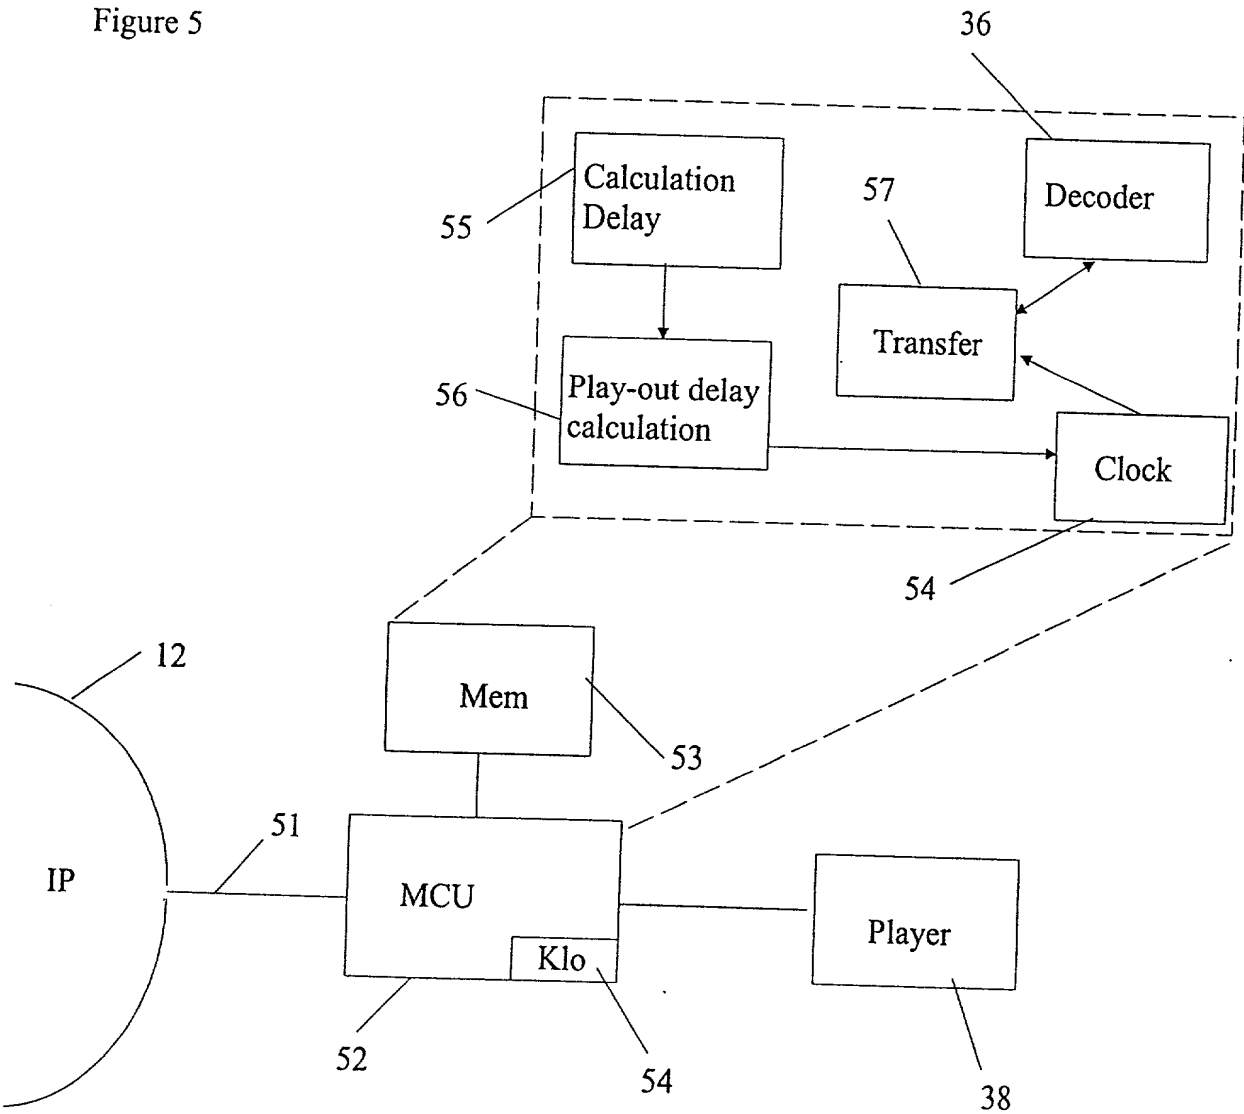 Figure 5
36
Calculation
Delay
Decoder
57
55
Transfer
Play-out delay
calculation
56
Clock
54
12
Mem
53
51
IP
MCU
Klo
Player
52
54
38